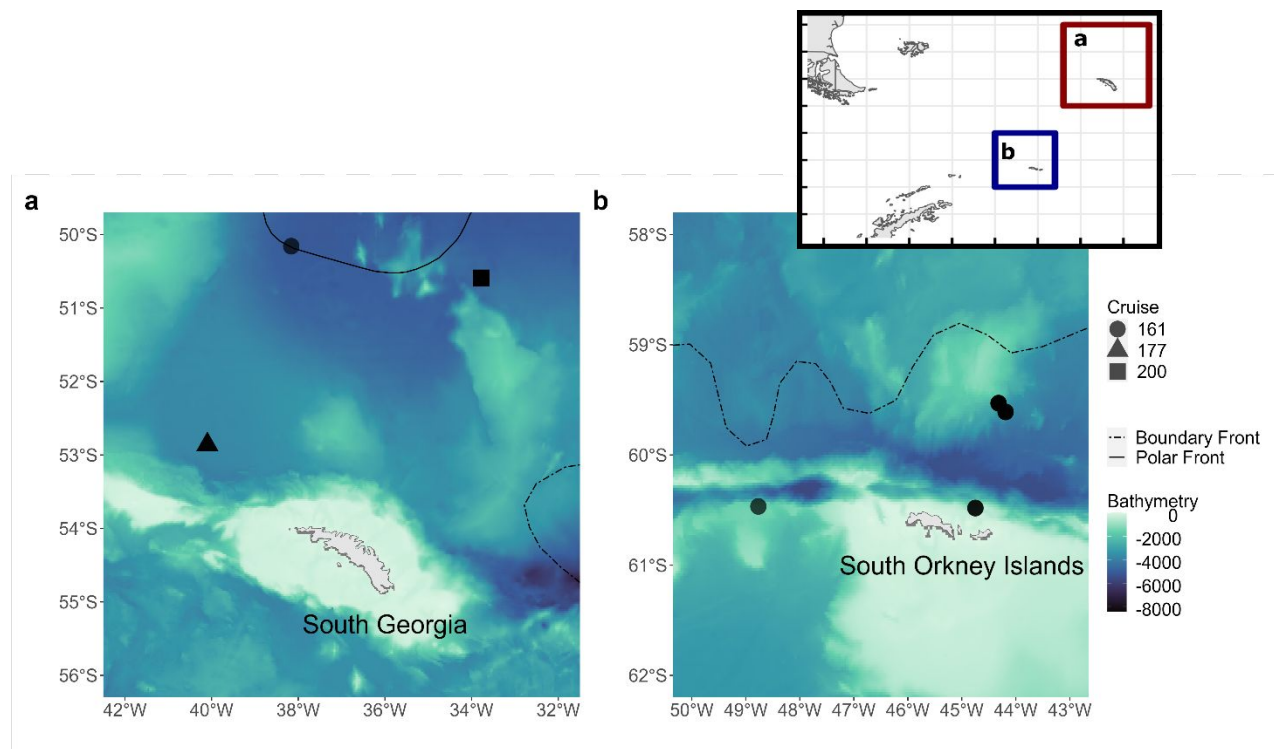 a
b
a
b
50°S
51°S
52°S
53°S
54°S
55°S
56°S
South Georgia
42°W 40°W 38°W 36°W 34°W 32°W
58°S
59°S
60°S
61°S
62°S
South Orkney Islands
50°W 49°W 48°W 47°W 46°W 45°W 44°W 43°W
Cruise
161
177
200
Boundary Front
Polar Front
Bathymetry
0
-2000
-4000
-6000
-8000